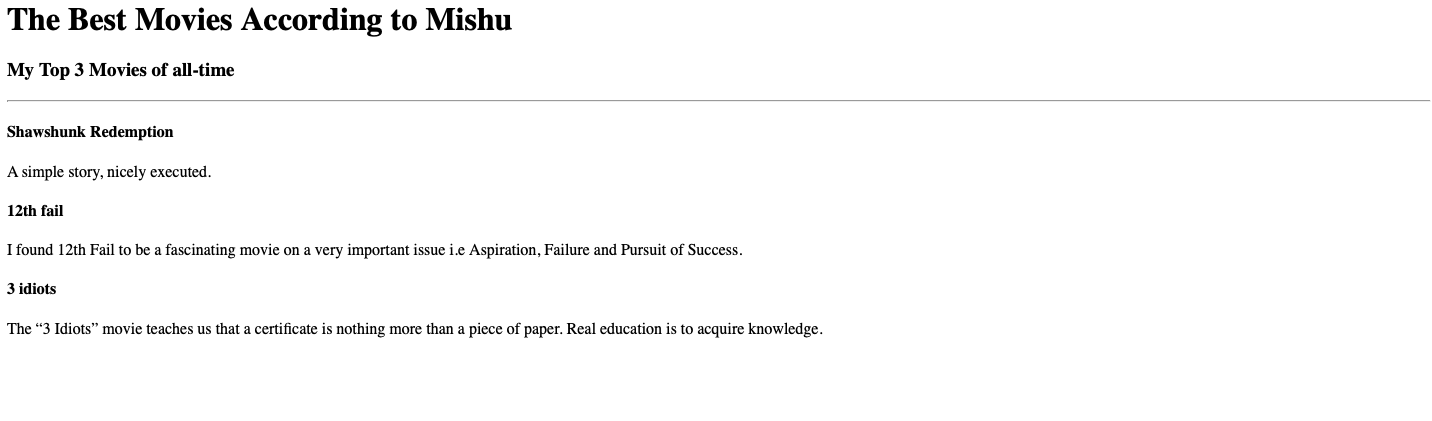 The Best Movies According to Mishu
My Top 3 Movies of all-time
Shawshunk Redemption
A simple story, nicely executed.
12th fail
I found 12th Fail to be a fascinating movie on a very important issue i.e Aspiration, Failure and Pursuit of Success.
3 idiots
The “3 Idiots” movie teaches us that a certificate is nothing more than a piece of paper. Real education is to acquire knowledge.